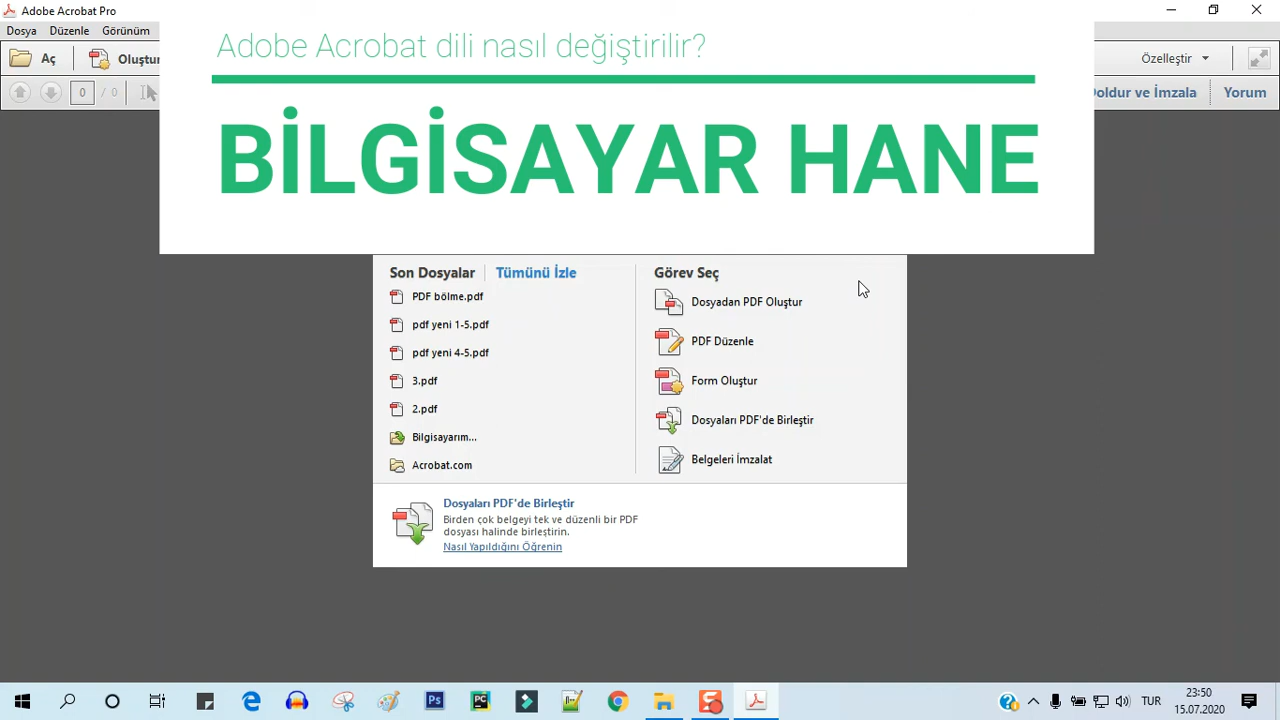 Adobe Acrobat Pro
Dosya Düzenle Görünüm
Adobe Acrobat dili nasıl değiştirilir?
Aç
Oluştur
Özelleştir
0 / 0
Doldur ve İmzala
Yorum
BİLGİSAYAR HANE
Son Dosyalar
Tümünü İzle
PDF bölme.pdf
pdf yeni 1-5.pdf
pdf yeni 4-5.pdf
3.pdf
2.pdf
Bilgisayarım...
Acrobat.com
Görev Seç
Dosyadan PDF Oluştur
PDF Düzenle
Form Oluştur
Dosyaları PDF'de Birleştir
Belgeleri İmzalat
Dosyaları PDF'de Birleştir
Birden çok belgeyi tek ve düzenli bir PDF
dosyası halinde birleştirin.
Nasıl Yapıldığını Öğrenin
Ps
PC
TUR
23:50
15.07.2020